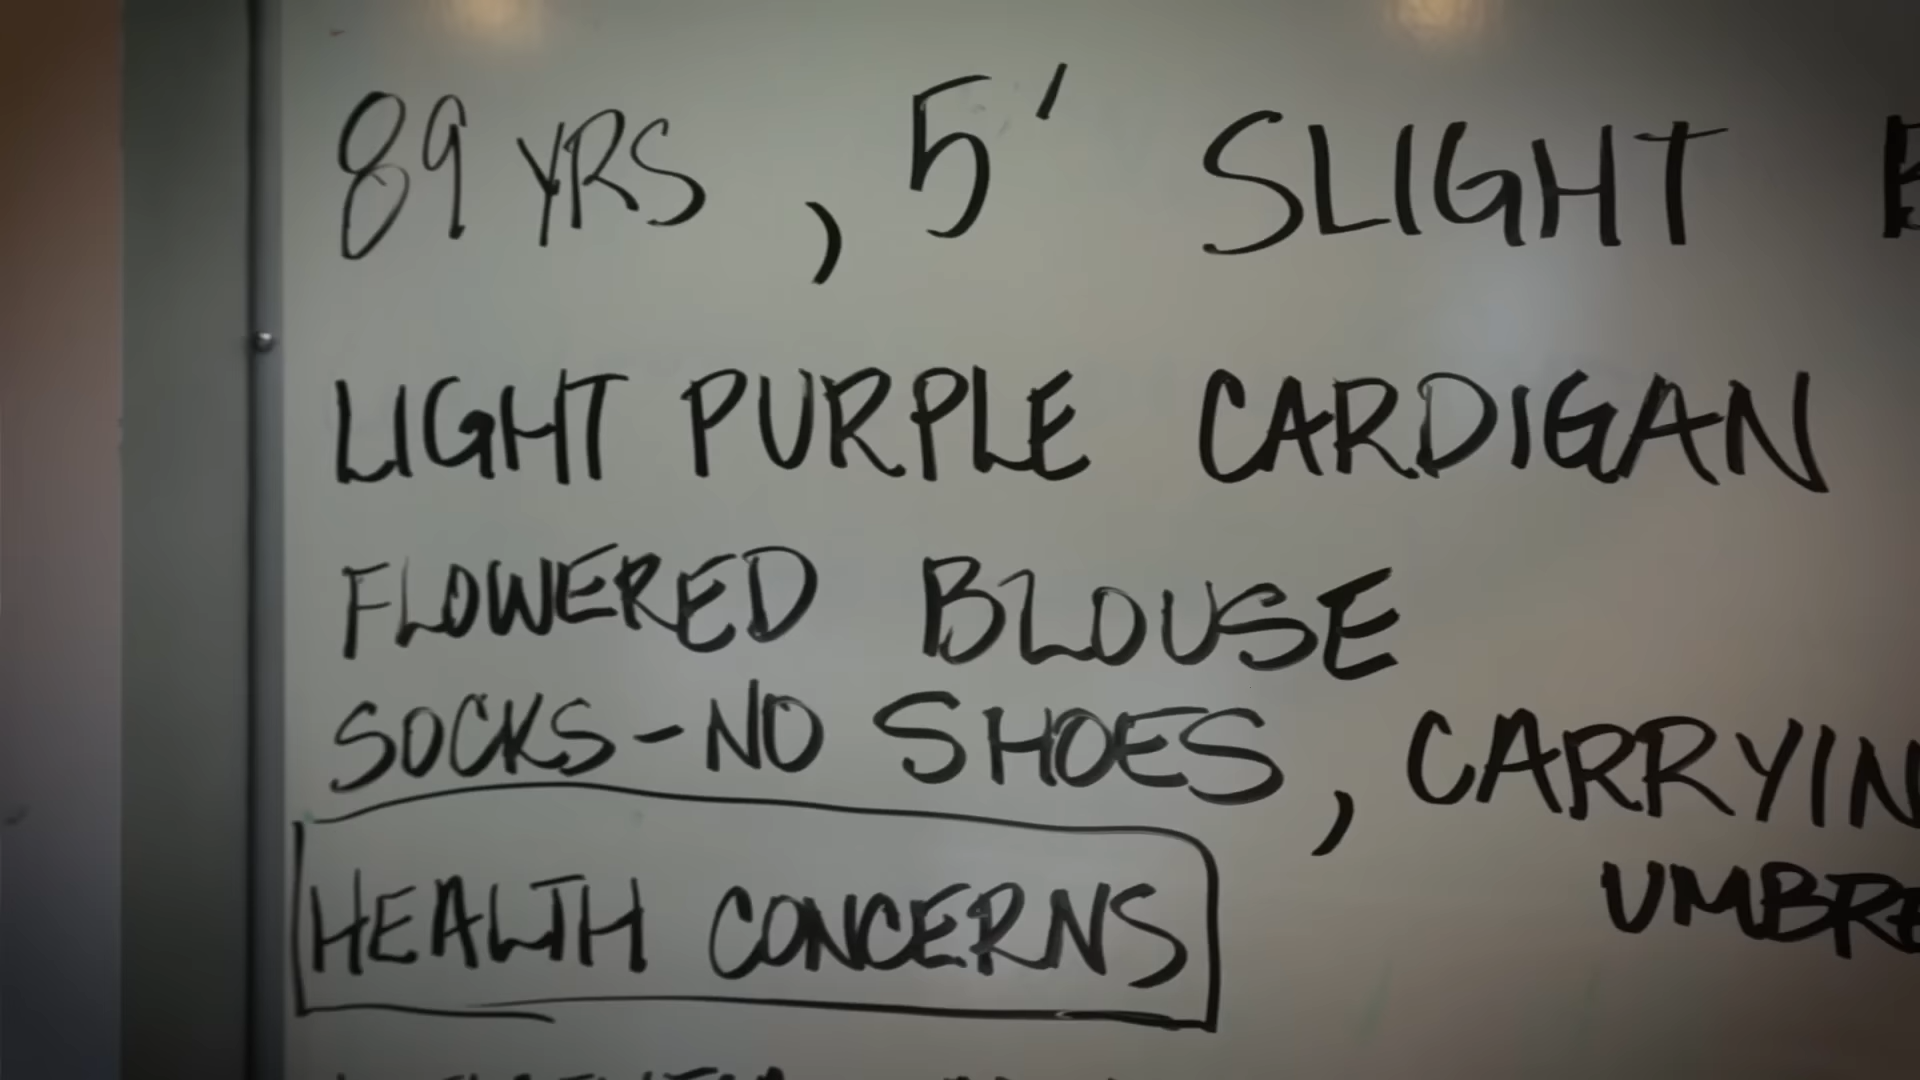 89 YRS, 5' SLIGHT
LIGHT PURPLE CARDIGAN
FLOWERED BLOUSE
SOCKS-NO SHOES, CARRYIN
UMBRE
HEALTH CONCERNS